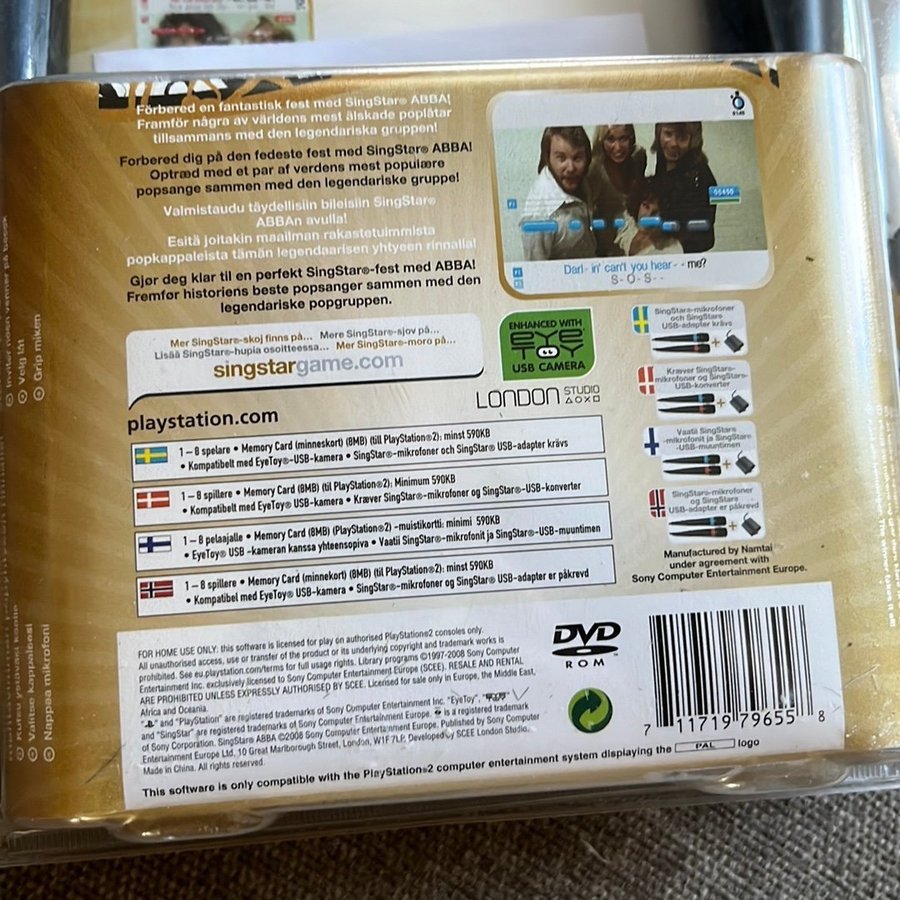 Förbered en fantastisk fest med SingStar® ABBA!
Framför några av världens mest älskade poplåtar
tillsammans med den legendariska gruppen!
Forbered dig på den fedeste fest med SingStar® ABBA!
Optræd med et par af verdens mest populære
popsange sammen med den legendariske gruppe!
Valmistaudu täydellisiin bileisiin SingStar®
ABBAn avulla!
Esitä joitakin maailman rakastetuimmista
popkappaleista tämän legendaarisen yhtyeen rinnalla!
Gjør deg klar til en perfekt SingStar®-fest med ABBA!
Fremfør historiens beste popsanger sammen med den
legendariske popgruppen.
Darl- in' can't you hear - - me?
S- O- S- -
Mer SingStar®-skoj finns på... Mere SingStar®-sjov på...
Lisää SingStar®-hupia osoitteessa... Mer SingStar®-moro på...
singstargame.com
ENHANCED WITH
EYE
TOY
USB CAMERA
LONDON STUDIO
playstation.com
1 – 8 spelare • Memory Card (minneskort) (8MB) (till PlayStation®2): minst 590KB
• Kompatibelt med EyeToy®-USB-kamera • SingStar®-mikrofoner och SingStar® USB-adapter krävs
1 – 8 spillere • Memory Card (8MB) (til PlayStation®2): Minimum 590KB
• Kompatibelt med EyeToy®-USB-kamera • Kræver SingStar®-mikrofoner og SingStar®-USB-konverter
1 – 8 pelaajalle • Memory Card (8MB) (PlayStation®2) -muistikortti: minimi 590KB
• EyeToy® USB -kameran kanssa yhteensopiva • Vaatii SingStar®-mikrofonit ja SingStar®-USB-muuntimen
1 – 8 spillere • Memory Card (minnekort) (8MB) (til PlayStation®2): minst 590KB
• Kompatibel med EyeToy®-USB-kamera • SingStar®-mikrofoner og SingStar®-USB-adapter er påkrevd
SingStar®-mikrofoner
och SingStar®
USB-adapter krävs
Kræver SingStar®-
mikrofoner og SingStar®-
USB-konverter
Vaatii SingStar®
-mikrofonit ja SingStar®
-USB-muuntimen
SingStar®-mikrofoner
og SingStar®
USB-adapter er påkrevd
Manufactured by Namtai
under agreement with
Sony Computer Entertainment Europe.
FOR HOME USE ONLY: this software is licensed for play on authorised PlayStation®2 consoles only.
All unauthorised access, use or transfer of the product or its underlying copyright and trademark works is
prohibited. See eu.playstation.com/terms for full usage rights. Library programs ©1997-2008 Sony Computer
Entertainment Inc. exclusively licensed to Sony Computer Entertainment Europe (SCEE). RESALE AND RENTAL
ARE PROHIBITED UNLESS EXPRESSLY AUTHORISED BY SCEE. Licensed for sale only in Europe, the Middle East,
Africa and Oceania.
and "PlayStation" are registered trademarks of Sony Computer Entertainment Inc. "EyeToy",
and "SingStar" are registered trademarks of Sony Computer Entertainment Europe. is a registered trademark
of Sony Corporation. SingStar® ABBA ©2008 Sony Computer Entertainment Europe. Published by Sony Computer
Entertainment Europe Ltd, 10 Great Marlborough Street, London, W1F 7LP. Developed by SCEE London Studio.
Made in China. All rights reserved.
This software is only compatible with the PlayStation®2 computer entertainment system displaying the PAL logo
DVD
ROM
7 11719 79655 8
Velg låt
Grip miken
Valitse kappaleesi
Nappaa mikrofoni